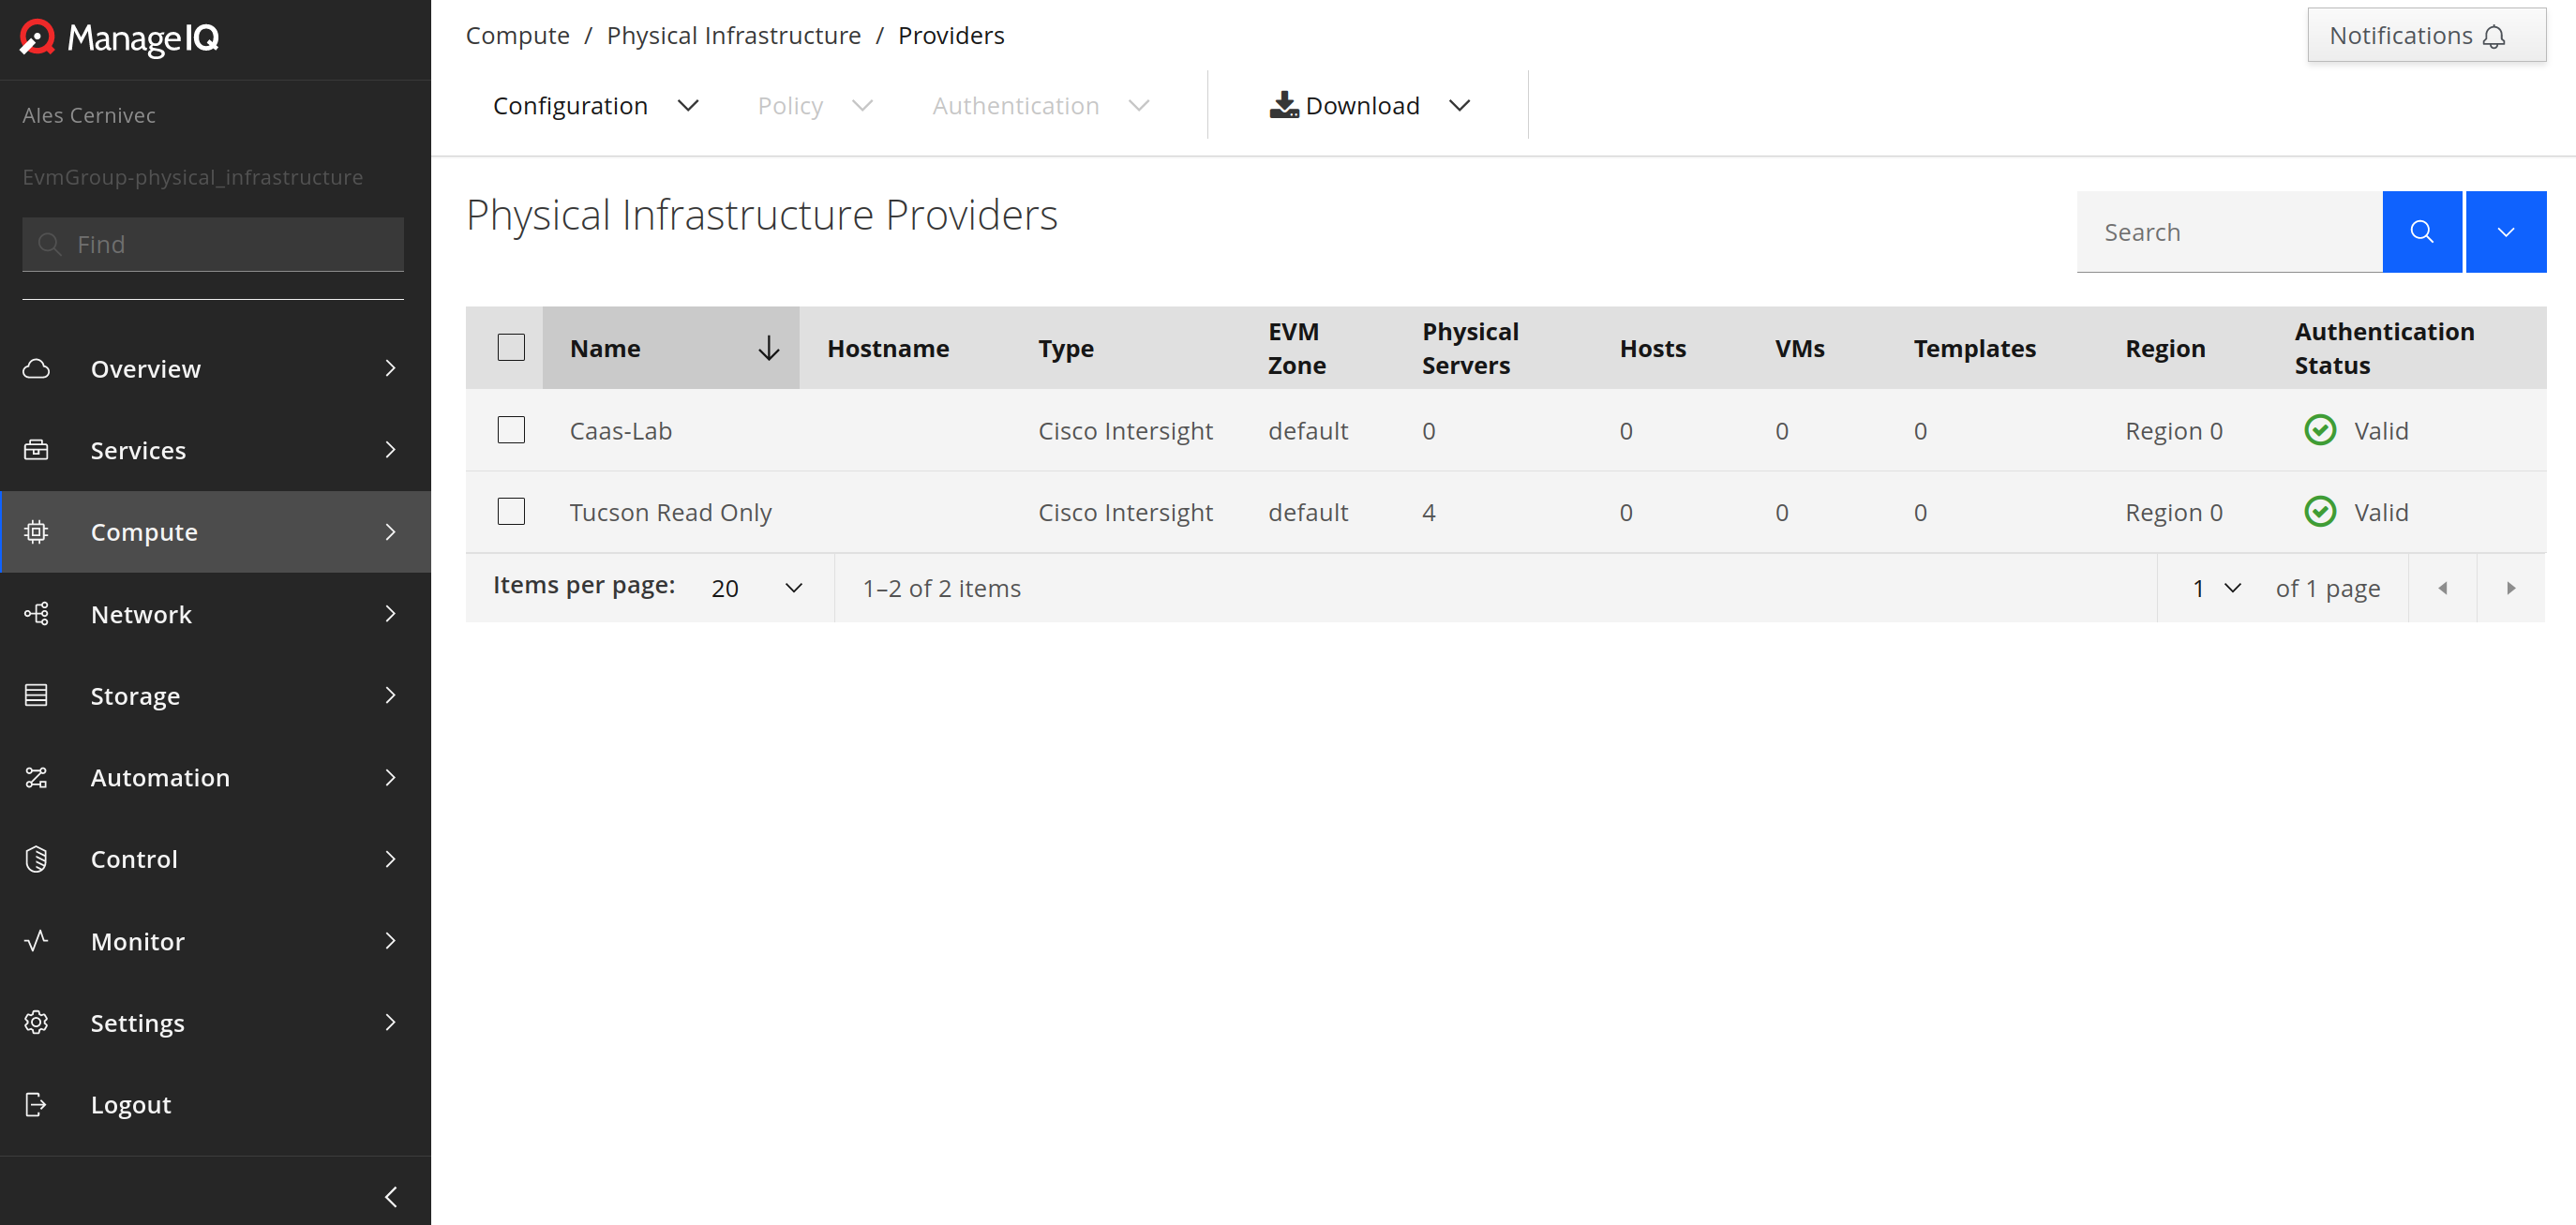 ManageIQ
Ales Cernivec
EvmGroup-physical_infrastructure
Find
Overview
Services
Compute
Network
Storage
Automation
Control
Monitor
Settings
Logout
Compute / Physical Infrastructure / Providers
Notifications
Configuration Policy Authentication Download
Physical Infrastructure Providers
Search
Name Hostname Type EVM Zone Physical Servers Hosts VMs Templates Region Authentication Status
Caas-Lab Cisco Intersight default 0 0 0 0 Region 0 Valid
Tucson Read Only Cisco Intersight default 4 0 0 0 Region 0 Valid
Items per page: 20 1–2 of 2 items 1 of 1 page